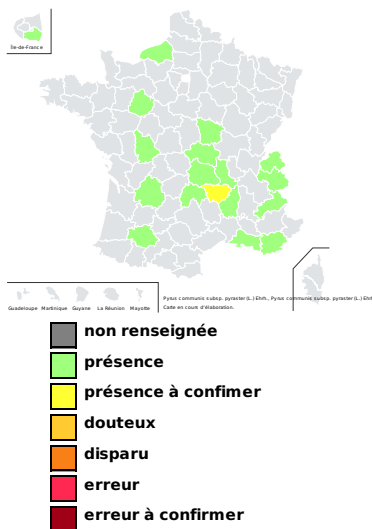 Île-de-France
Guadeloupe Martinique Guyane La Réunion Mayotte
Pyrus communis subsp. pyraster (L.) Ehrh., Pyrus communis subsp. pyraster (L.) Ehrh
Carte en cours d'élaboration.
non renseignée
présence
présence à confimer
douteux
disparu
erreur
erreur à confirmer